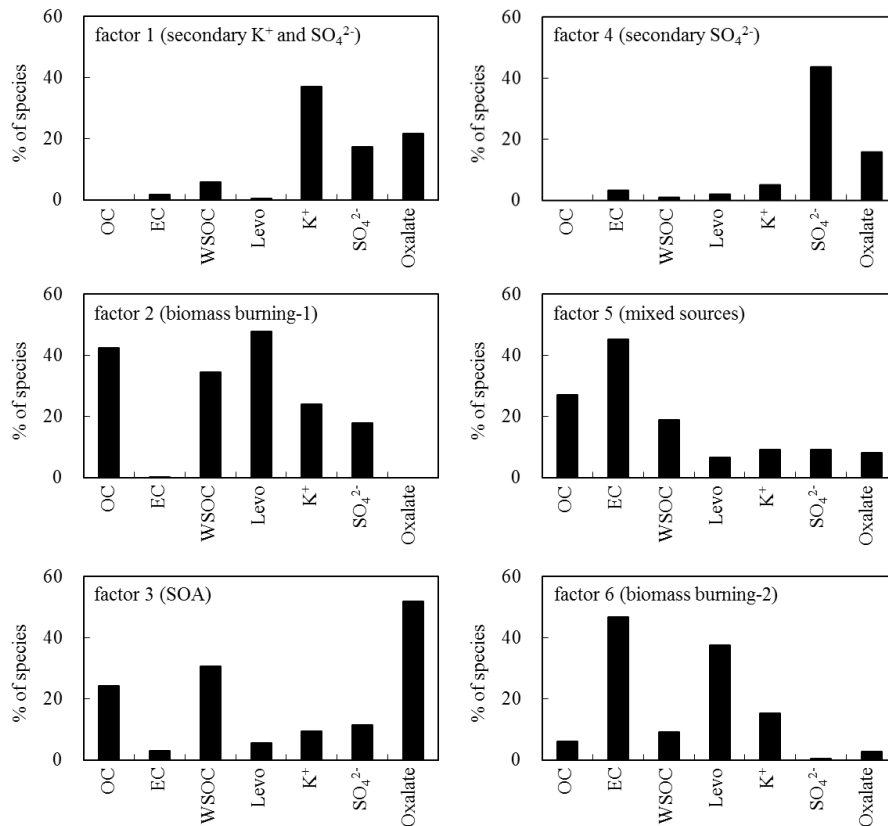 factor 1 (secondary K⁺ and SO₄²⁻)
% of species
60
40
20
0
OC
EC
WSOC
Levo
K⁺
SO₄²⁻
Oxalate
factor 4 (secondary SO₄²⁻)
% of species
60
40
20
0
OC
EC
WSOC
Levo
K⁺
SO₄²⁻
Oxalate
factor 2 (biomass burning-1)
% of species
60
40
20
0
OC
EC
WSOC
Levo
K⁺
SO₄²⁻
Oxalate
factor 5 (mixed sources)
% of species
60
40
20
0
OC
EC
WSOC
Levo
K⁺
SO₄²⁻
Oxalate
factor 3 (SOA)
% of species
60
40
20
0
OC
EC
WSOC
Levo
K⁺
SO₄²⁻
Oxalate
factor 6 (biomass burning-2)
% of species
60
40
20
0
OC
EC
WSOC
Levo
K⁺
SO₄²⁻
Oxalate